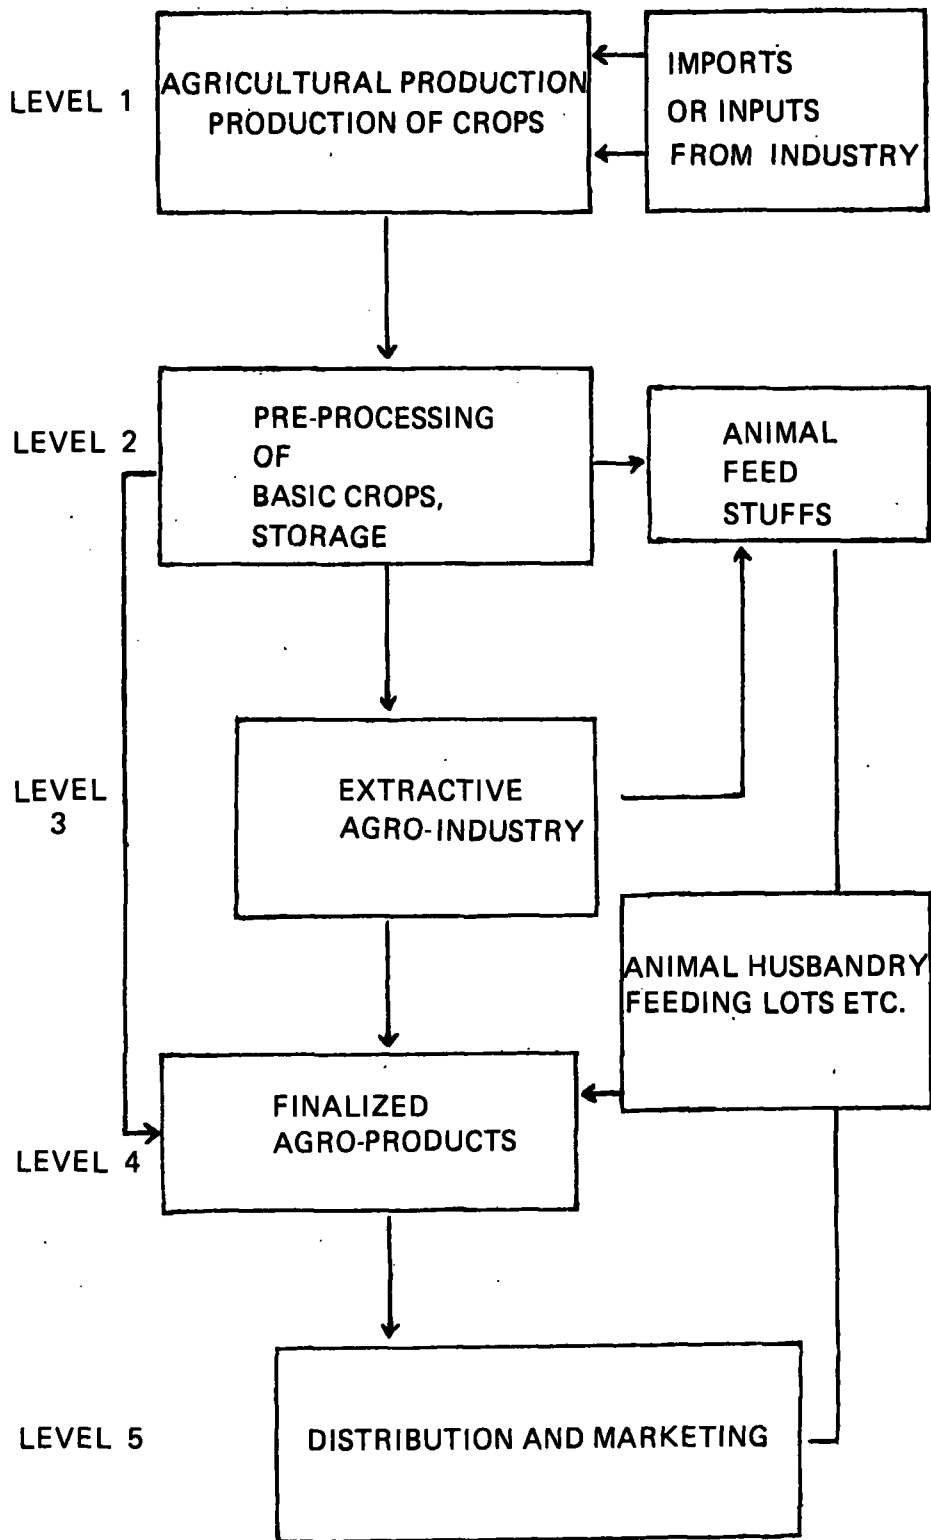 LEVEL 1
AGRICULTURAL PRODUCTION
PRODUCTION OF CROPS
IMPORTS
OR INPUTS
FROM INDUSTRY
LEVEL 2
PRE-PROCESSING
OF
BASIC CROPS,
STORAGE
ANIMAL
FEED
STUFFS
LEVEL
3
EXTRACTIVE
AGRO-INDUSTRY
ANIMAL HUSBANDRY
FEEDING LOTS ETC.
FINALIZED
AGRO-PRODUCTS
LEVEL 4
LEVEL 5
DISTRIBUTION AND MARKETING